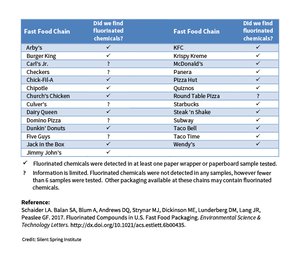 Fast Food Chain Did we find fluorinated chemicals? Fast Food Chain Did we find fluorinated chemicals?
Arby's ✓ KFC ✓
Burger King ✓ Krispy Kreme ✓
Carl's Jr. ? McDonald's ✓
Checkers ? Panera ✓
Chick-Fil-A ✓ Pizza Hut ✓
Chipotle ✓ Quiznos ✓
Church's Chicken ✓ Round Table Pizza ?
Culver's ? Starbucks ✓
Dairy Queen ✓ Steak 'n Shake ✓
Domino Pizza ? Subway ✓
Dunkin' Donuts ✓ Taco Bell ✓
Five Guys ? Taco Time ✓
Jack in the Box ✓ Wendy's ✓
Jimmy John's ✓
✓ Fluorinated chemicals were detected in at least one paper wrapper or paperboard sample tested.
? Information is limited. Fluorinated chemicals were not detected in any samples, however fewer
than 6 samples were tested. Other packaging available at these chains may contain fluorinated
chemicals.
Reference:
Schaider LA. Balan SA, Blum A, Andrews DQ, Strynar MJ, Dickinson ME, Lunderberg DM, Lang JR,
Peaslee GF. 2017. Fluorinated Compounds in U.S. Fast Food Packaging. Environmental Science &
Technology Letters. http://dx.doi.org/10.1021/acs.estlett.6b00435.
Credit: Silent Spring Institute